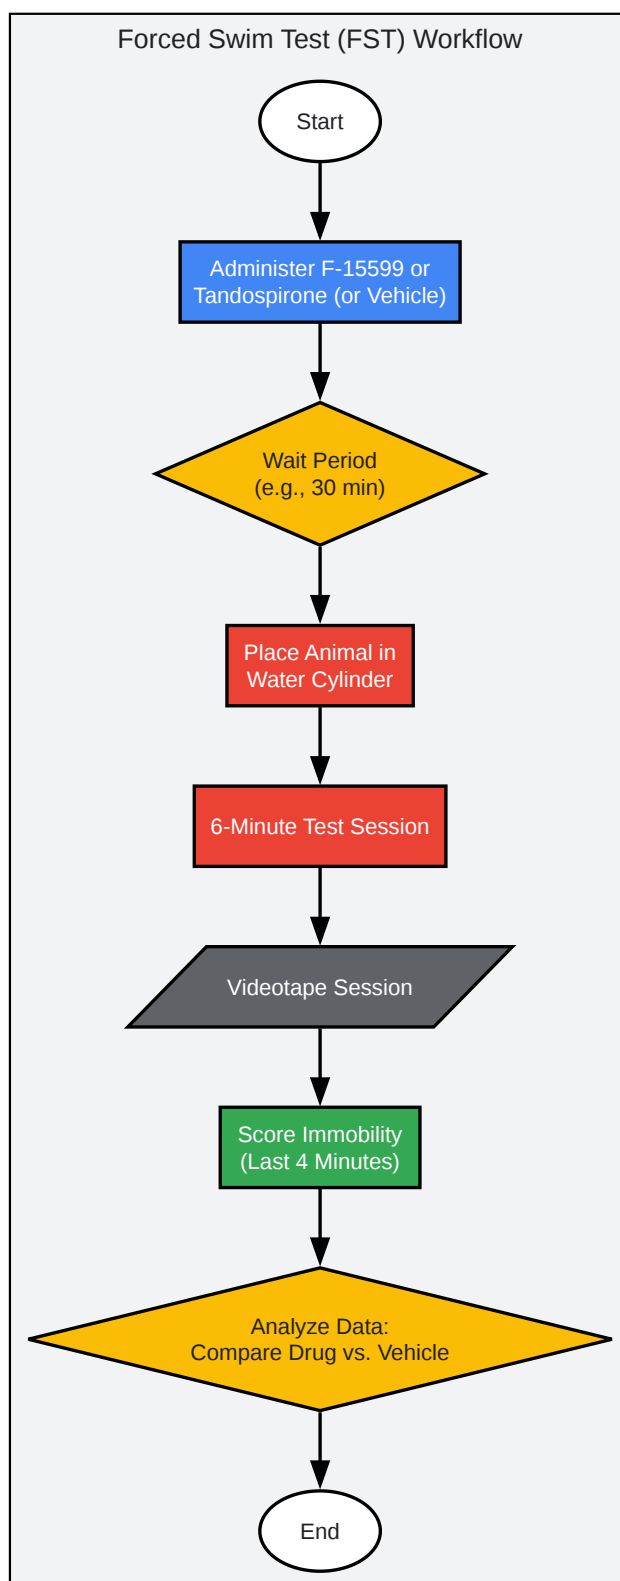 Forced Swim Test (FST) Workflow
Start
Administer F-15599 or
Tandospirone (or Vehicle)
Wait Period
(e.g., 30 min)
Place Animal in
Water Cylinder
6-Minute Test Session
Videotape Session
Score Immobility
(Last 4 Minutes)
Analyze Data:
Compare Drug vs. Vehicle
End